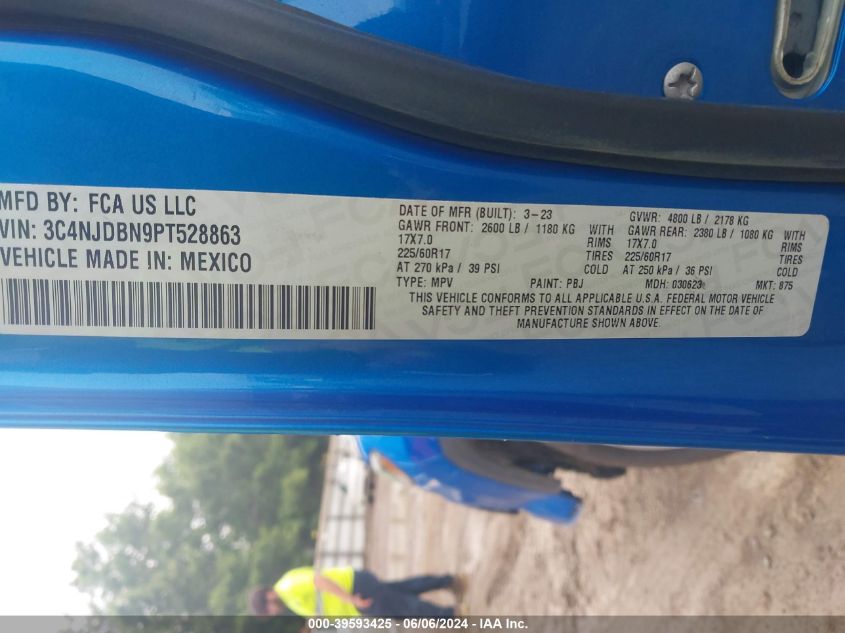 MFD BY: FCA US LLC
VIN: 3C4NJDBN9PT528863
VEHICLE MADE IN: MEXICO
DATE OF MFR (BUILT): 3-23 GVWR: 4800 LB / 2178 KG
GAWR FRONT: 2600 LB / 1180 KG GAWR REAR: 2380 LB / 1080 KG
17X7.0 RIMS 17X7.0 RIMS
225/60R17 TIRES 225/60R17 TIRES
AT 270 kPa / 39 PSI COLD AT 250 kPa / 36 PSI COLD
TYPE: MPV PAINT: PBJ MDH: 030623 MKT: 875
THIS VEHICLE CONFORMS TO ALL APPLICABLE U.S.A. FEDERAL MOTOR VEHICLE
SAFETY AND THEFT PREVENTION STANDARDS IN EFFECT ON THE DATE OF
MANUFACTURE SHOWN ABOVE.
000-39593425 - 06/06/2024 - IAA Inc.